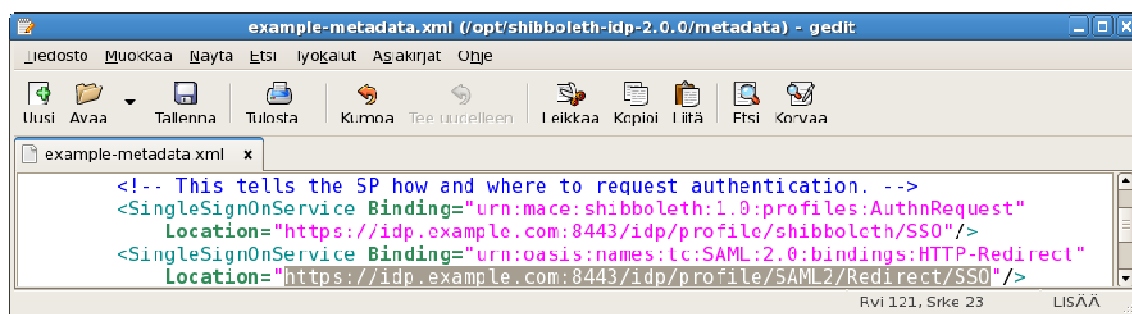 example-metadata.xml (/opt/shibboleth-idp-2.0.0/metadata) - gedit
Tiedosto Muokkaa Näytä Etsi Työkalut Asiakirjat Ohje
Uusi Avaa Tallenna Tulosta Kumoa Tee uudelleen Leikkaa Kopioi Liitä Etsi Korvaa
example-metadata.xml x
<!-- This tells the SP how and where to request authentication. -->
<SingleSignOnService Binding="urn:mace:shibboleth:1.0:profiles:AuthnRequest"
Location="https://idp.example.com:8443/idp/profile/shibboleth/SSO"/>
<SingleSignOnService Binding="urn:oasis:names:tc:SAML:2.0:bindings:HTTP-Redirect"
Location="https://idp.example.com:8443/idp/profile/SAML2/Redirect/SSO"/>
Rvi 121, Srke 23 LISÄÄ